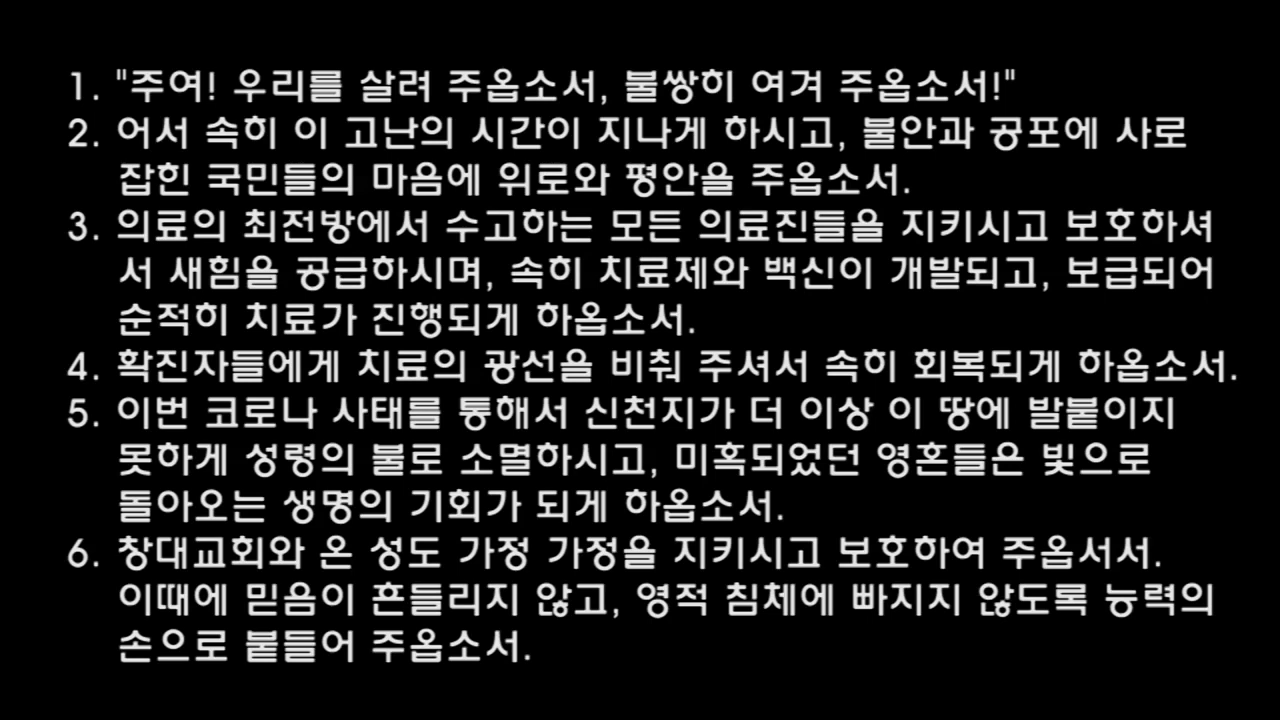 1. "주여! 우리를 살려 주옵소서, 불쌍히 여겨 주옵소서!"
2. 어서 속히 이 고난의 시간이 지나게 하시고, 불안과 공포에 사로
잡힌 국민들의 마음에 위로와 평안을 주옵소서.
3. 의료의 최전방에서 수고하는 모든 의료진들을 지키시고 보호하셔
서 새힘을 공급하시며, 속히 치료제와 백신이 개발되고, 보급되어
순적히 치료가 진행되게 하옵소서.
4. 확진자들에게 치료의 광선을 비춰 주셔서 속히 회복되게 하옵소서.
5. 이번 코로나 사태를 통해서 신천지가 더 이상 이 땅에 발붙이지
못하게 성령의 불로 소멸하시고, 미혹되었던 영혼들은 빛으로
돌아오는 생명의 기회가 되게 하옵소서.
6. 창대교회와 온 성도 가정 가정을 지키시고 보호하여 주옵서서.
이때에 믿음이 흔들리지 않고, 영적 침체에 빠지지 않도록 능력의
손으로 붙들어 주옵소서.